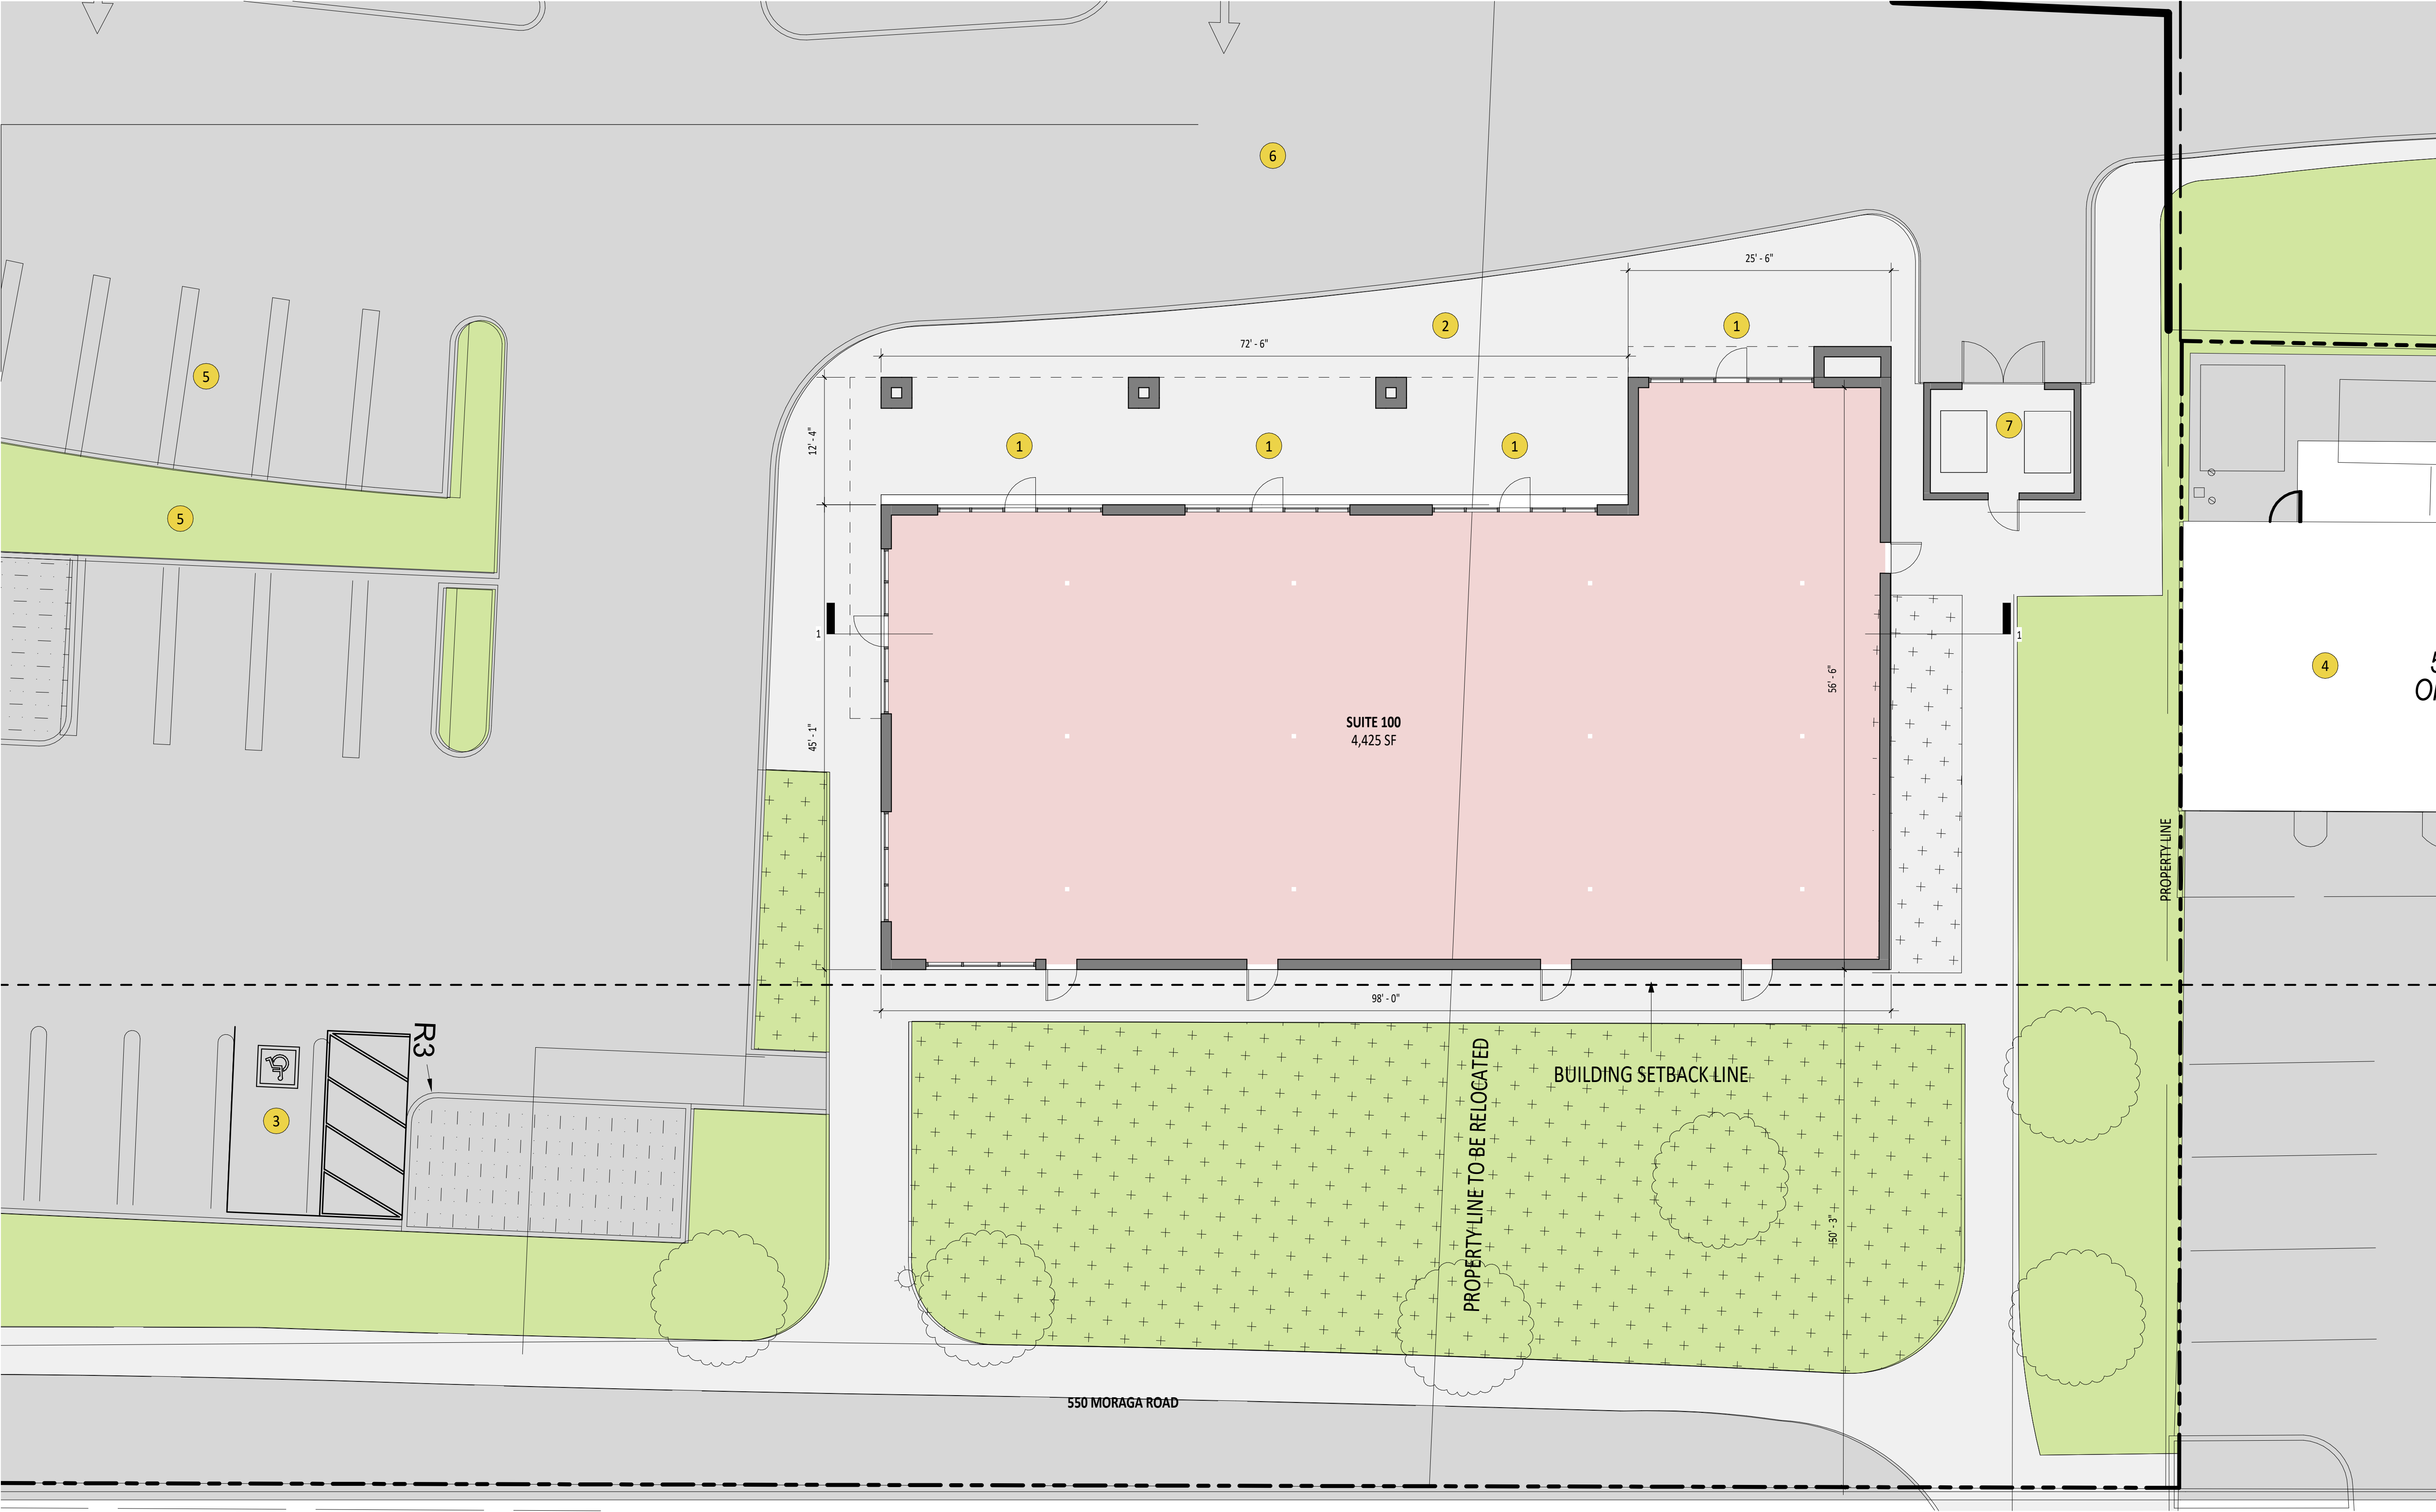 6
25' - 6"
5
2
1
72' - 6"
7
12' - 4"
1
1
1
5
1
1
4
56' - 6"
SUITE 100
4,425 SF
45' - 1"
PROPERTY LINE
98' - 0"
R3
BUILDING SETBACK LINE
3
PROPERTY LINE TO BE RELOCATED
50' - 3"
550 MORAGA ROAD